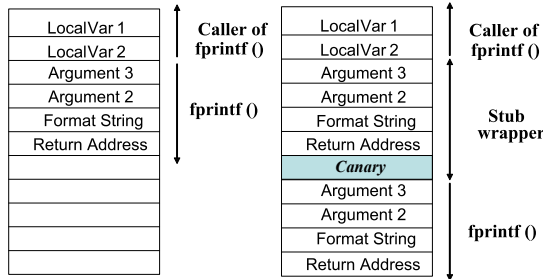 LocalVar 1
LocalVar 2
Argument 3
Argument 2
Format String
Return Address
Caller of
fprintf ()
fprintf ()
LocalVar 1
LocalVar 2
Argument 3
Argument 2
Format String
Return Address
Canary
Argument 3
Argument 2
Format String
Return Address
Caller of
fprintf ()
Stub
wrapper
fprintf ()